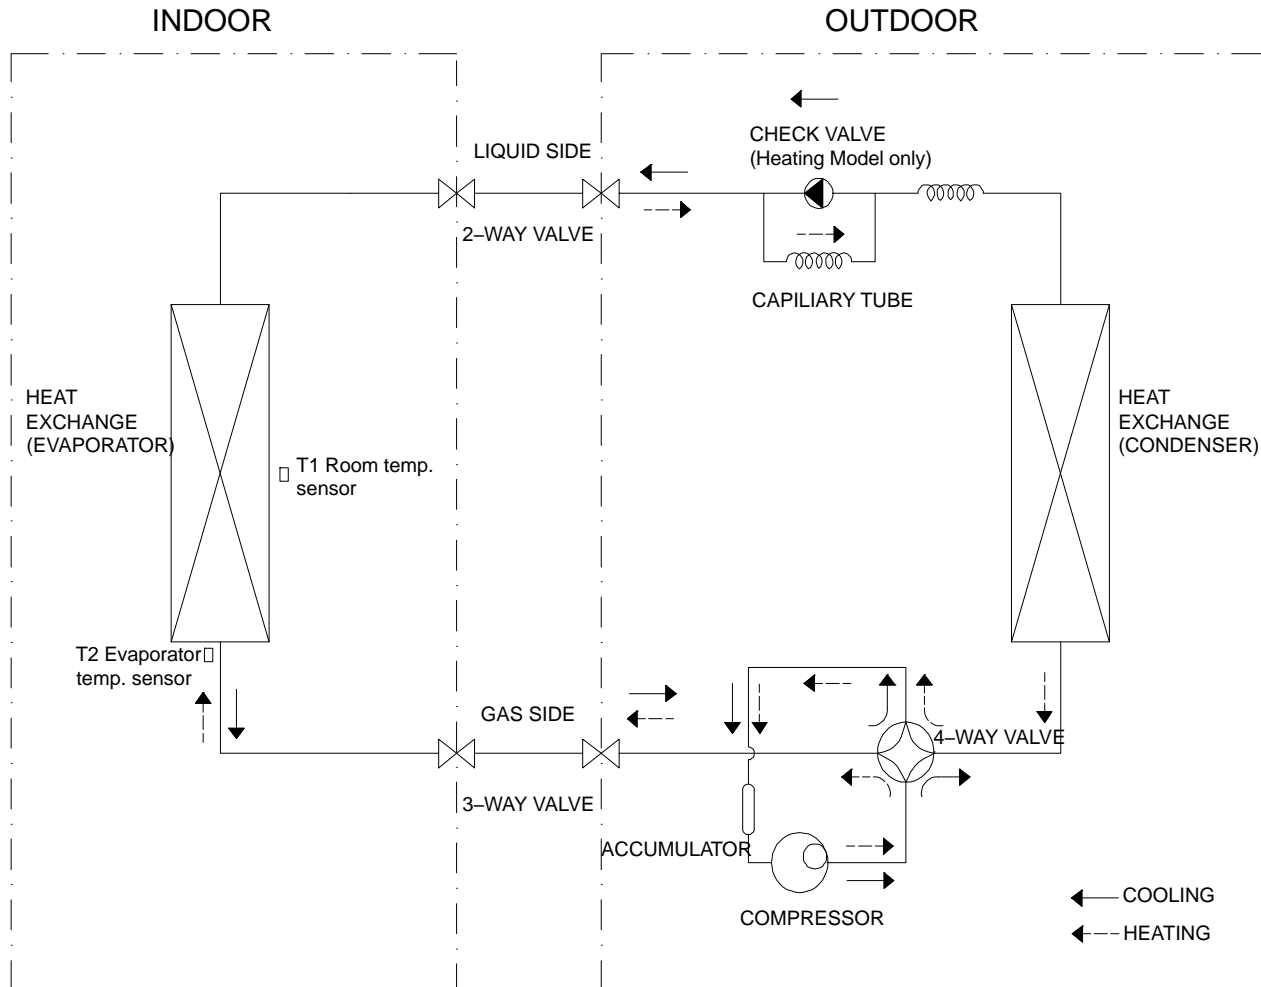 INDOOR
OUTDOOR
CHECK VALVE
(Heating Model only)
LIQUID SIDE
2–WAY VALVE
CAPILIARY TUBE
HEAT
EXCHANGE
(EVAPORATOR)
T1 Room temp.
sensor
HEAT
EXCHANGE
(CONDENSER)
T2 Evaporator
temp. sensor
GAS SIDE
4–WAY VALVE
3–WAY VALVE
ACCUMULATOR
COMPRESSOR
COOLING
HEATING